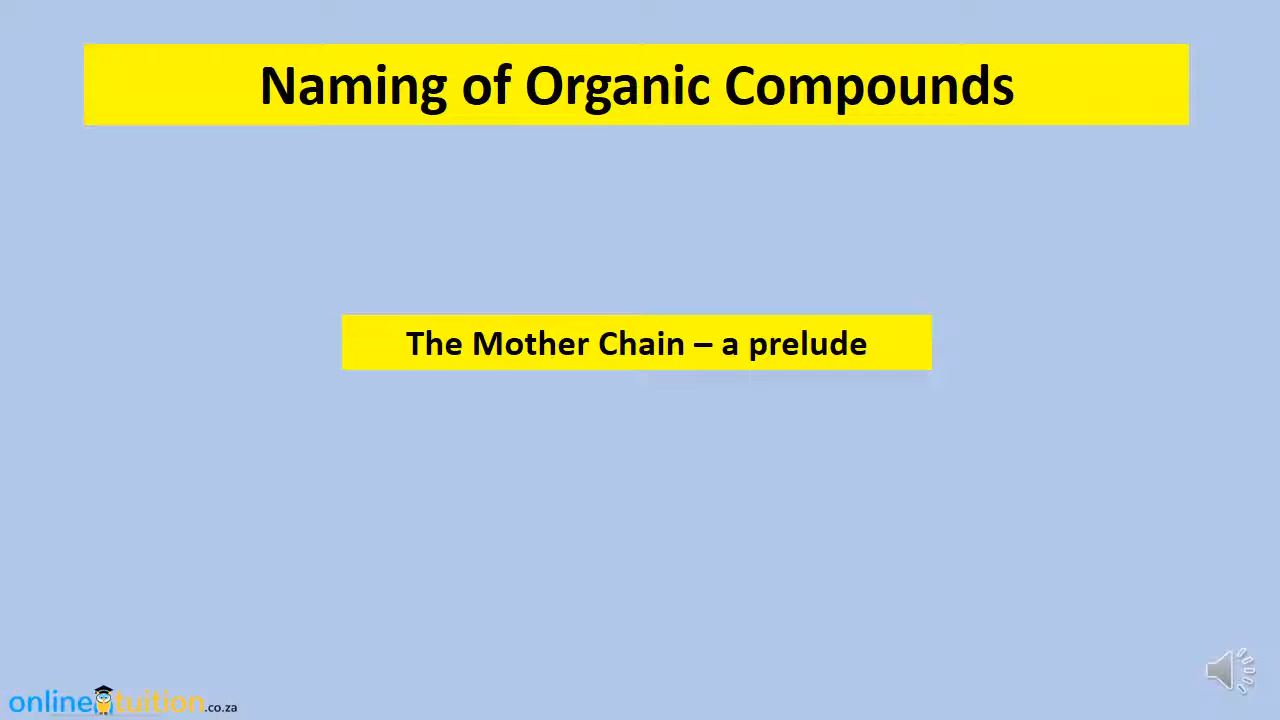 Naming of Organic Compounds
The Mother Chain – a prelude
onlinetuition.co.za